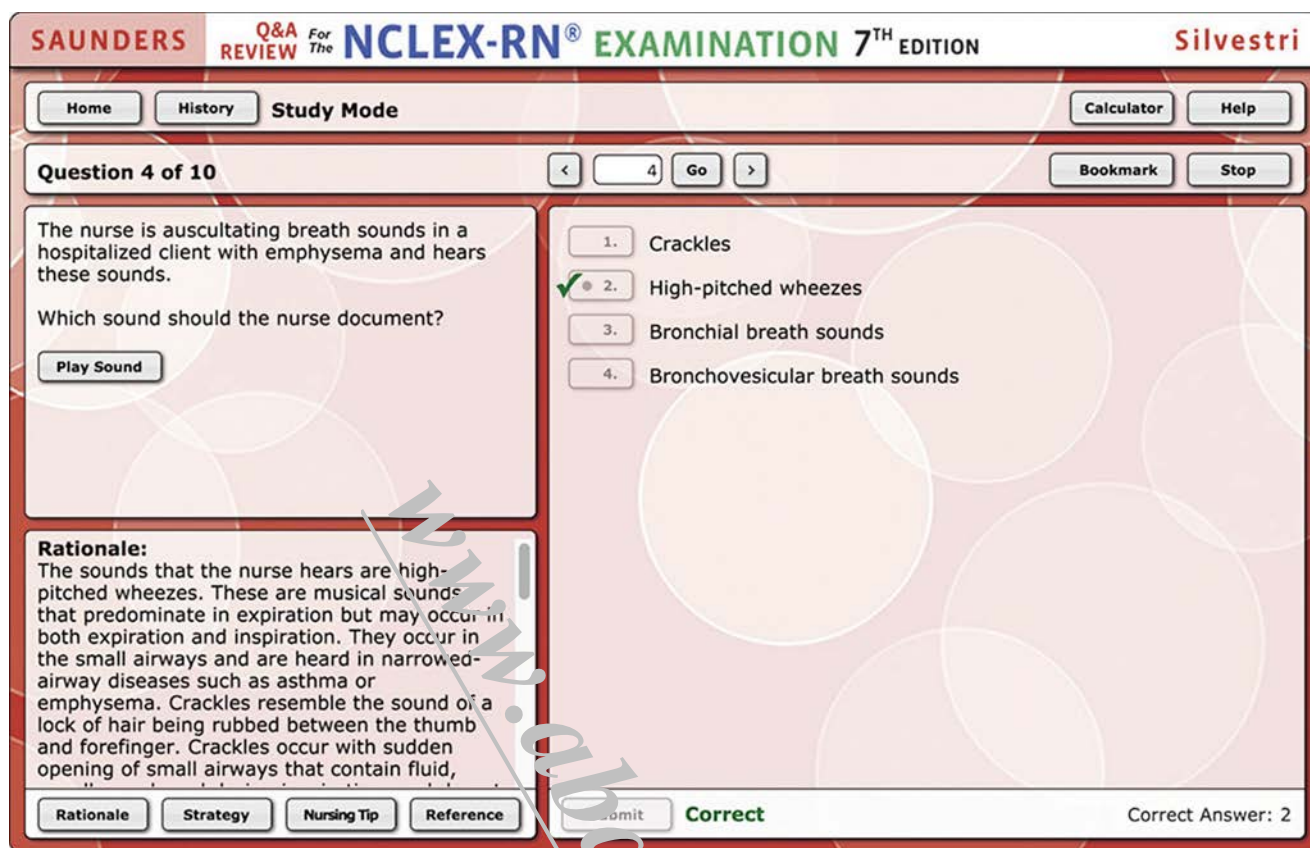 SAUNDERS Q&A REVIEW For The NCLEX-RN® EXAMINATION 7TH EDITION Silvestri
Home History Study Mode Calculator Help
Question 4 of 10 < 4 Go > Bookmark Stop
The nurse is auscultating breath sounds in a
hospitalized client with emphysema and hears
these sounds.
Which sound should the nurse document?
Play Sound
1. Crackles
2. High-pitched wheezes
3. Bronchial breath sounds
4. Bronchovesicular breath sounds
Rationale:
The sounds that the nurse hears are high-
pitched wheezes. These are musical sounds
that predominate in expiration but may occur in
both expiration and inspiration. They occur in
the small airways and are heard in narrowed-
airway diseases such as asthma or
emphysema. Crackles resemble the sound of a
lock of hair being rubbed between the thumb
and forefinger. Crackles occur with sudden
opening of small airways that contain fluid,
Rationale Strategy Nursing Tip Reference
Submit Correct Correct Answer: 2
www.abc